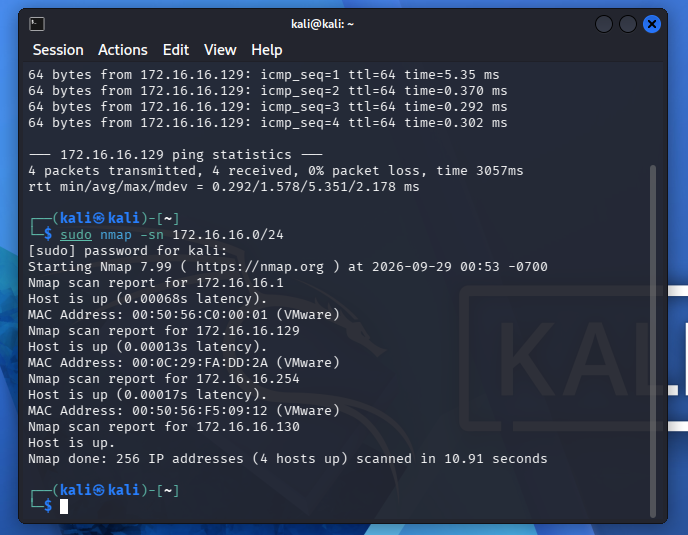 kali@kali: ~
Session Actions Edit View Help
64 bytes from 172.16.16.129: icmp_seq=1 ttl=64 time=5.35 ms
64 bytes from 172.16.16.129: icmp_seq=2 ttl=64 time=0.370 ms
64 bytes from 172.16.16.129: icmp_seq=3 ttl=64 time=0.292 ms
64 bytes from 172.16.16.129: icmp_seq=4 ttl=64 time=0.302 ms
--- 172.16.16.129 ping statistics ---
4 packets transmitted, 4 received, 0% packet loss, time 3057ms
rtt min/avg/max/mdev = 0.292/1.578/5.351/2.178 ms
┌──(kali㉿kali)-[~]
└─$ sudo nmap -sn 172.16.16.0/24
[sudo] password for kali:
Starting Nmap 7.99 ( https://nmap.org ) at 2026-09-29 00:53 -0700
Nmap scan report for 172.16.16.1
Host is up (0.00068s latency).
MAC Address: 00:50:56:C0:00:01 (VMware)
Nmap scan report for 172.16.16.129
Host is up (0.00013s latency).
MAC Address: 00:0C:29:FA:DD:2A (VMware)
Nmap scan report for 172.16.16.254
Host is up (0.00017s latency).
MAC Address: 00:50:56:F5:09:12 (VMware)
Nmap scan report for 172.16.16.130
Host is up.
Nmap done: 256 IP addresses (4 hosts up) scanned in 10.91 seconds
┌──(kali㉿kali)-[~]
└─$
KALI